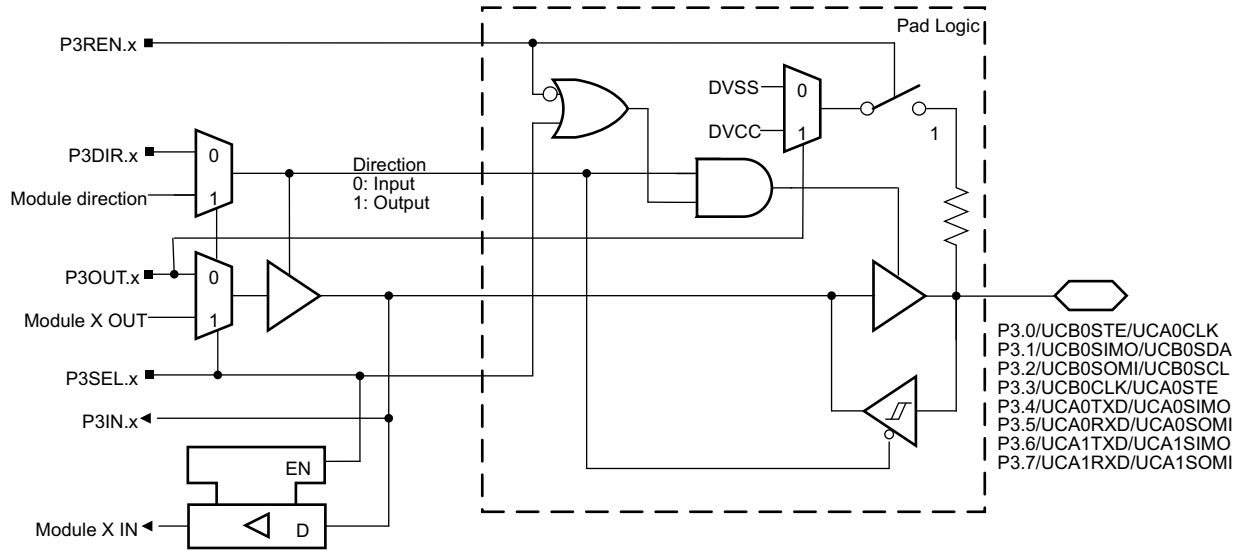 Pad Logic
P3REN.x
DVSS
0
DVCC
1
1
P3DIR.x
0
Module direction
1
Direction
0: Input
1: Output
P3OUT.x
0
Module X OUT
1
P3SEL.x
P3IN.x
EN
D
Module X IN
P3.0/UCB0STE/UCA0CLK
P3.1/UCB0SIMO/UCB0SDA
P3.2/UCB0SOMI/UCB0SCL
P3.3/UCB0CLK/UCA0STE
P3.4/UCA0TXD/UCA0SIMO
P3.5/UCA0RXD/UCA0SOMI
P3.6/UCA1TXD/UCA1SIMO
P3.7/UCA1RXD/UCA1SOMI